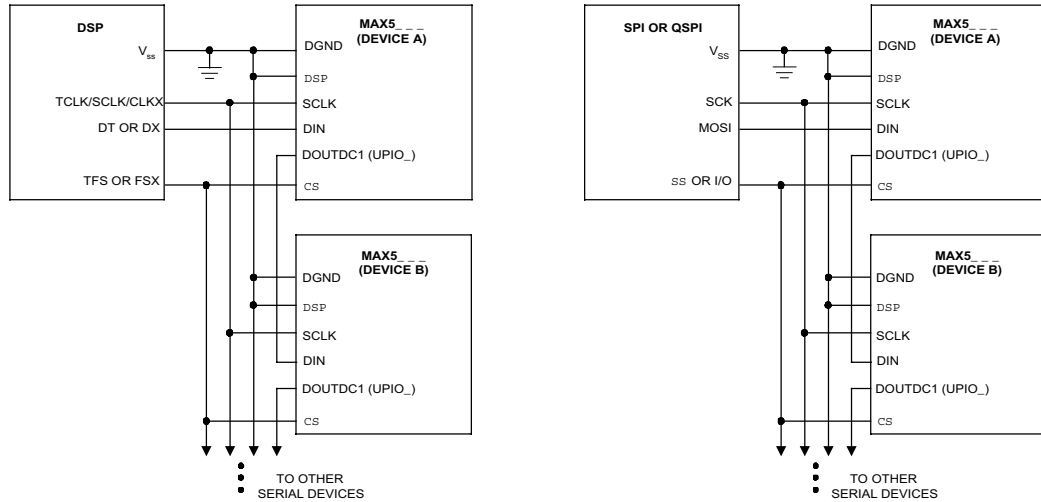 DSP
Vss
TCLK/SCLK/CLKX
DT OR DX
TFS OR FSX
MAX5_ _ _
(DEVICE A)
DGND
DSP
SCLK
DIN
DOUTDC1 (UPIO_)
CS
MAX5_ _ _
(DEVICE B)
DGND
DSP
SCLK
DIN
DOUTDC1 (UPIO_)
CS
TO OTHER
SERIAL DEVICES
SPI OR QSPI
VSS
SCK
MOSI
SS OR I/O
MAX5_ _ _
(DEVICE A)
DGND
DSP
SCLK
DIN
DOUTDC1 (UPIO_)
CS
MAX5_ _ _
(DEVICE B)
DGND
DSP
SCLK
DIN
DOUTDC1 (UPIO_)
CS
TO OTHER
SERIAL DEVICES